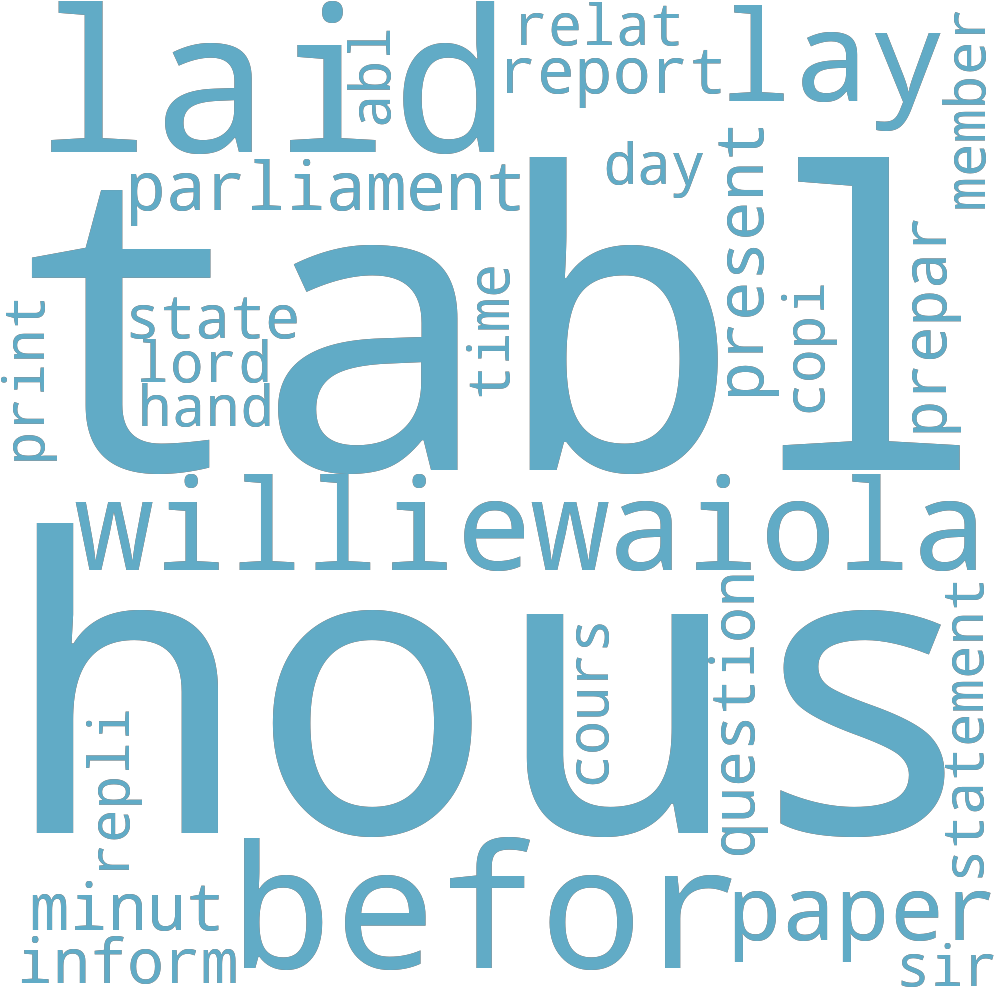 laid
abl
relat
report
lay
member
parliament
day
present
tabl
print
state
lord
hand
time
copi
prepar
williewaiola
hous
repli
cours
question
statement
minut
inform
befor
paper
sir